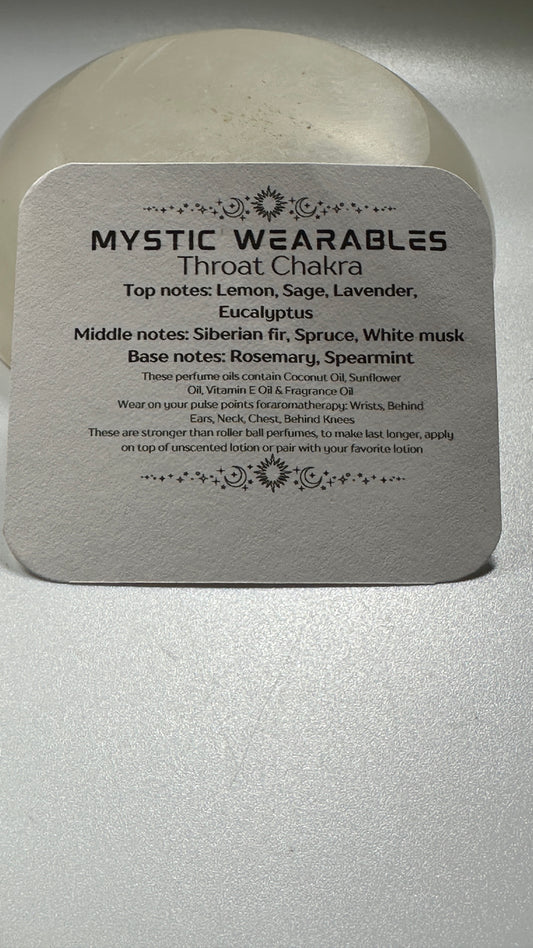 MYSTIC WEARABLES
Throat Chakra
Top notes: Lemon, Sage, Lavender,
Eucalyptus
Middle notes: Siberian fir, Spruce, White musk
Base notes: Rosemary, Spearmint
These perfume oils contain Coconut Oil, Sunflower
Oil, Vitamin E Oil & Fragrance Oil
Wear on your pulse points foraromatherapy: Wrists, Behind
Ears, Neck, Chest, Behind Knees
These are stronger than roller ball perfumes, to make last longer, apply
on top of unscented lotion or pair with your favorite lotion